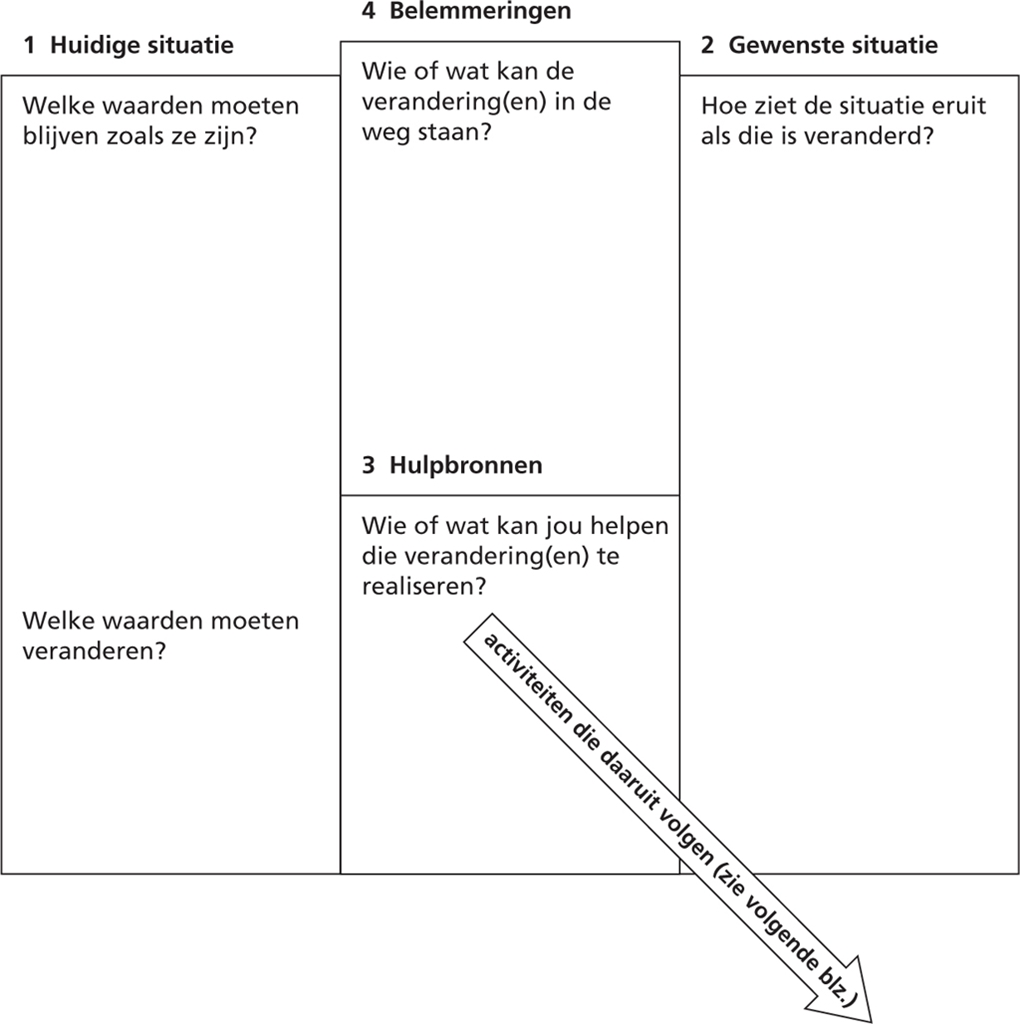 4 Belemmeringen
1 Huidige situatie
2 Gewenste situatie
Welke waarden moeten
blijven zoals ze zijn?
Welke waarden moeten
veranderen?
Wie of wat kan de
verandering(en) in de
weg staan?
3 Hulpbronnen
Wie of wat kan jou helpen
die verandering(en) te
realiseren?
activiteiten die daaruit volgen (zie volgende blz.)
Hoe ziet de situatie eruit
als die is veranderd?